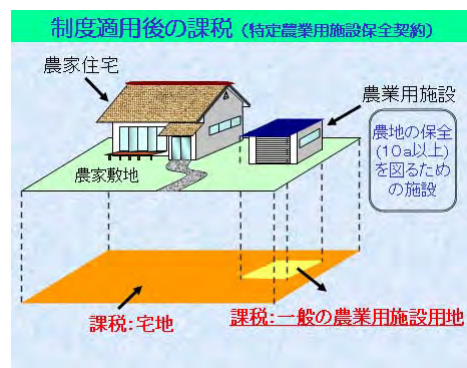 制度適用後の課税 (特定農業用施設保全契約)
農家住宅
農業用施設
農地の保全
(10a以上)
を図るため
の施設
農家敷地
課税:宅地
課税:一般の農業用施設用地